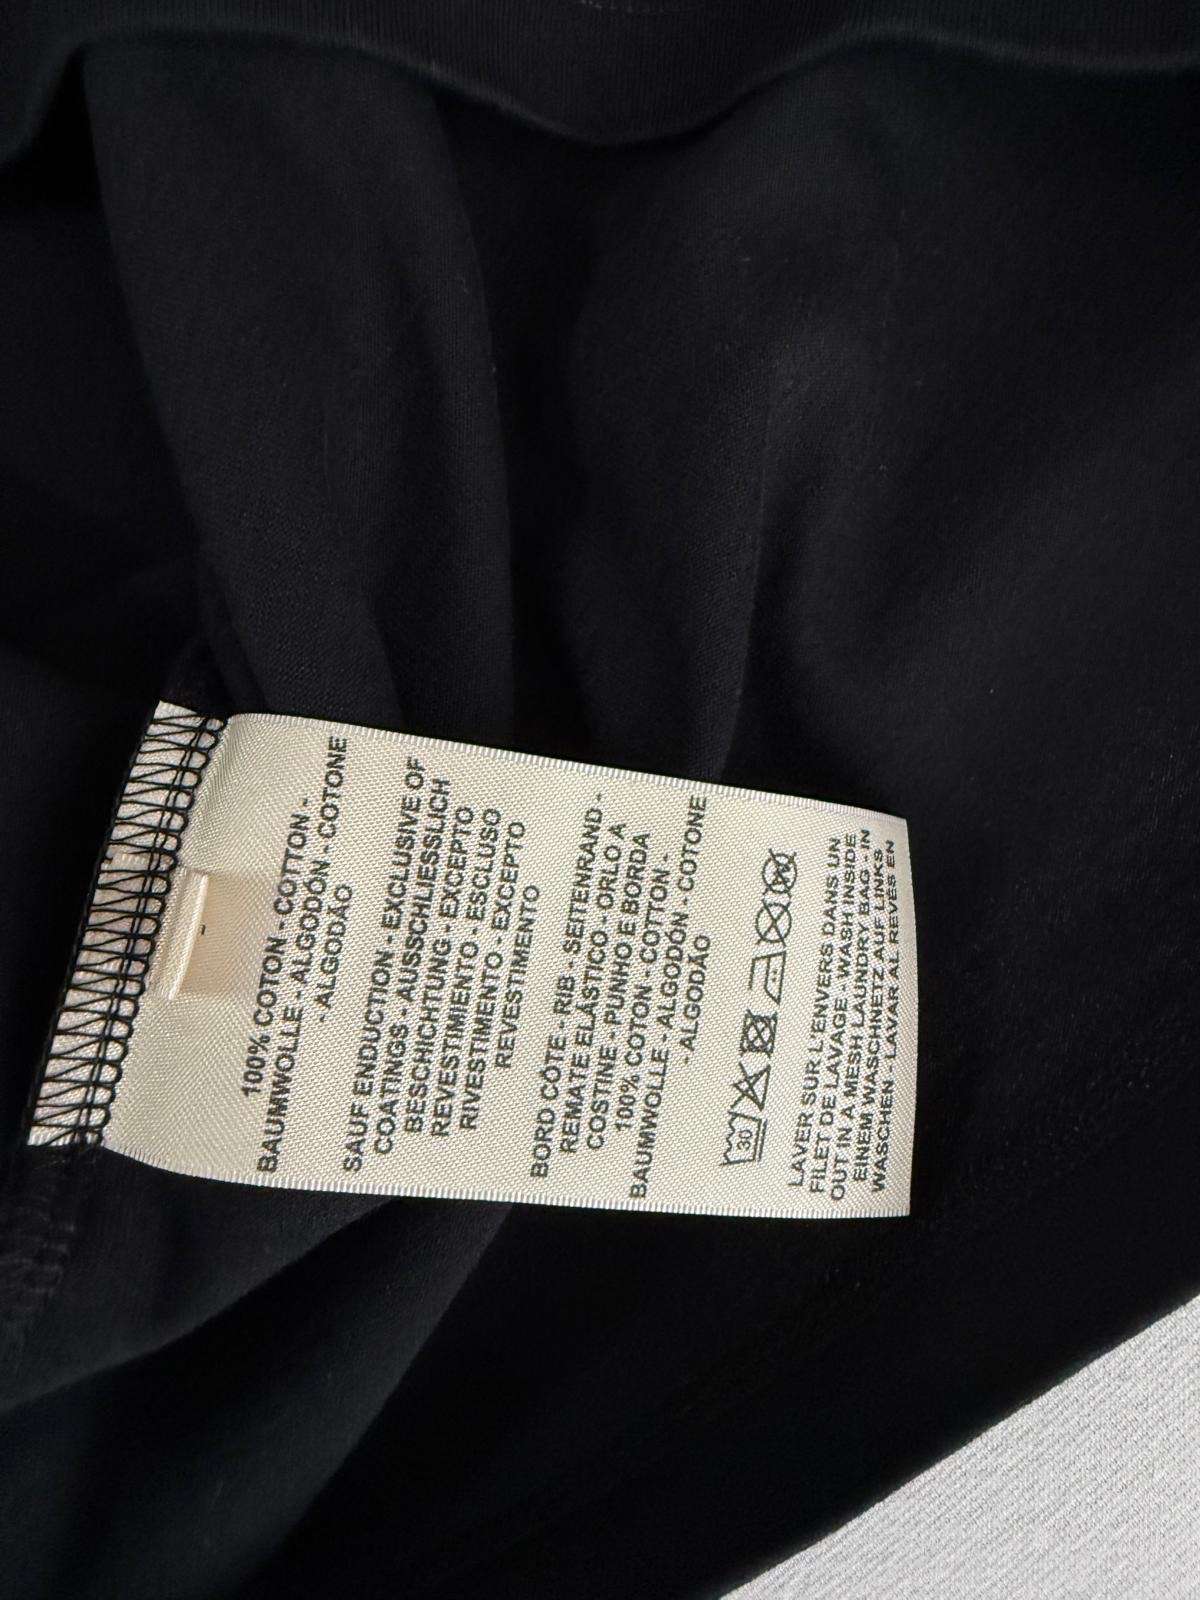 100% COTON - COTTON -
BAUMWOLLE - ALGODÓN - COTONE
- ALGODÃO
SAUF ENDUCTION - EXCLUSIVE OF
COATINGS - AUSSCHLIESSLICH
BESCHICHTUNG - EXCEPTO
REVESTIMIENTO - ESCLUSO
RIVESTIMENTO - EXCEPTO
REVESTIMENTO
BORD CÔTE - RIB - SEITENRAND -
REMATE ELÁSTICO - ORLO A
COSTINE - PUNHO E BORDA
100% COTON - COTTON -
BAUMWOLLE - ALGODÓN - COTONE
- ALGODÃO
30
LAVER SUR L'ENVERS DANS UN
FILET DE LAVAGE - WASH INSIDE
OUT IN A MESH LAUNDRY BAG - IN
EINEM WASCHNETZ AUF LINKS
WASCHEN - LAVAR AL REVÉS EN